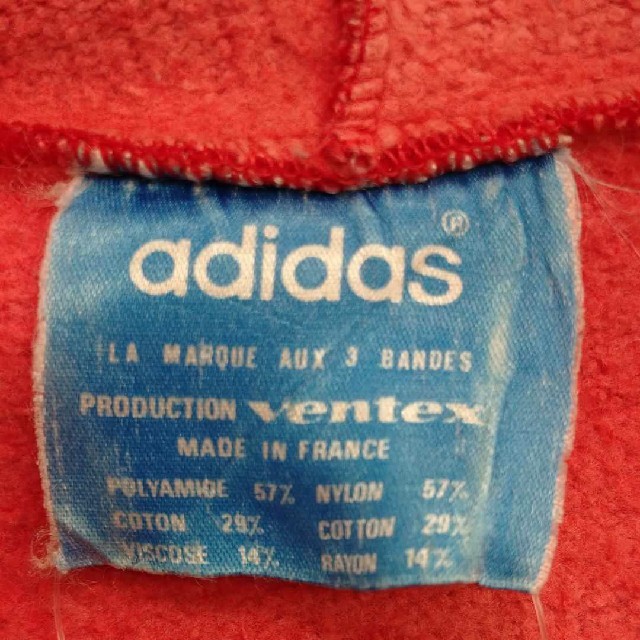 adidas®
LA MARQUE AUX 3 BANDES
PRODUCTION ventex
MADE IN FRANCE
POLYAMIDE 57% NYLON 57%
COTON 29% COTTON 29%
VISCOSE 14% RAYON 14%